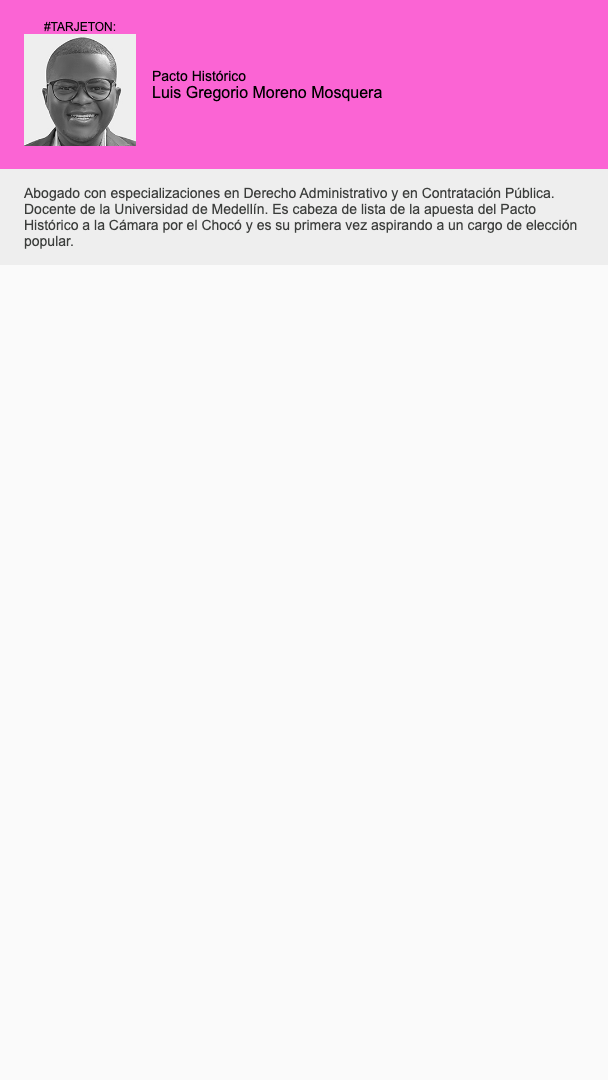 #TARJETON:
Pacto Histórico
Luis Gregorio Moreno Mosquera
Abogado con especializaciones en Derecho Administrativo y en Contratación Pública.
Docente de la Universidad de Medellín. Es cabeza de lista de la apuesta del Pacto
Histórico a la Cámara por el Chocó y es su primera vez aspirando a un cargo de elección
popular.